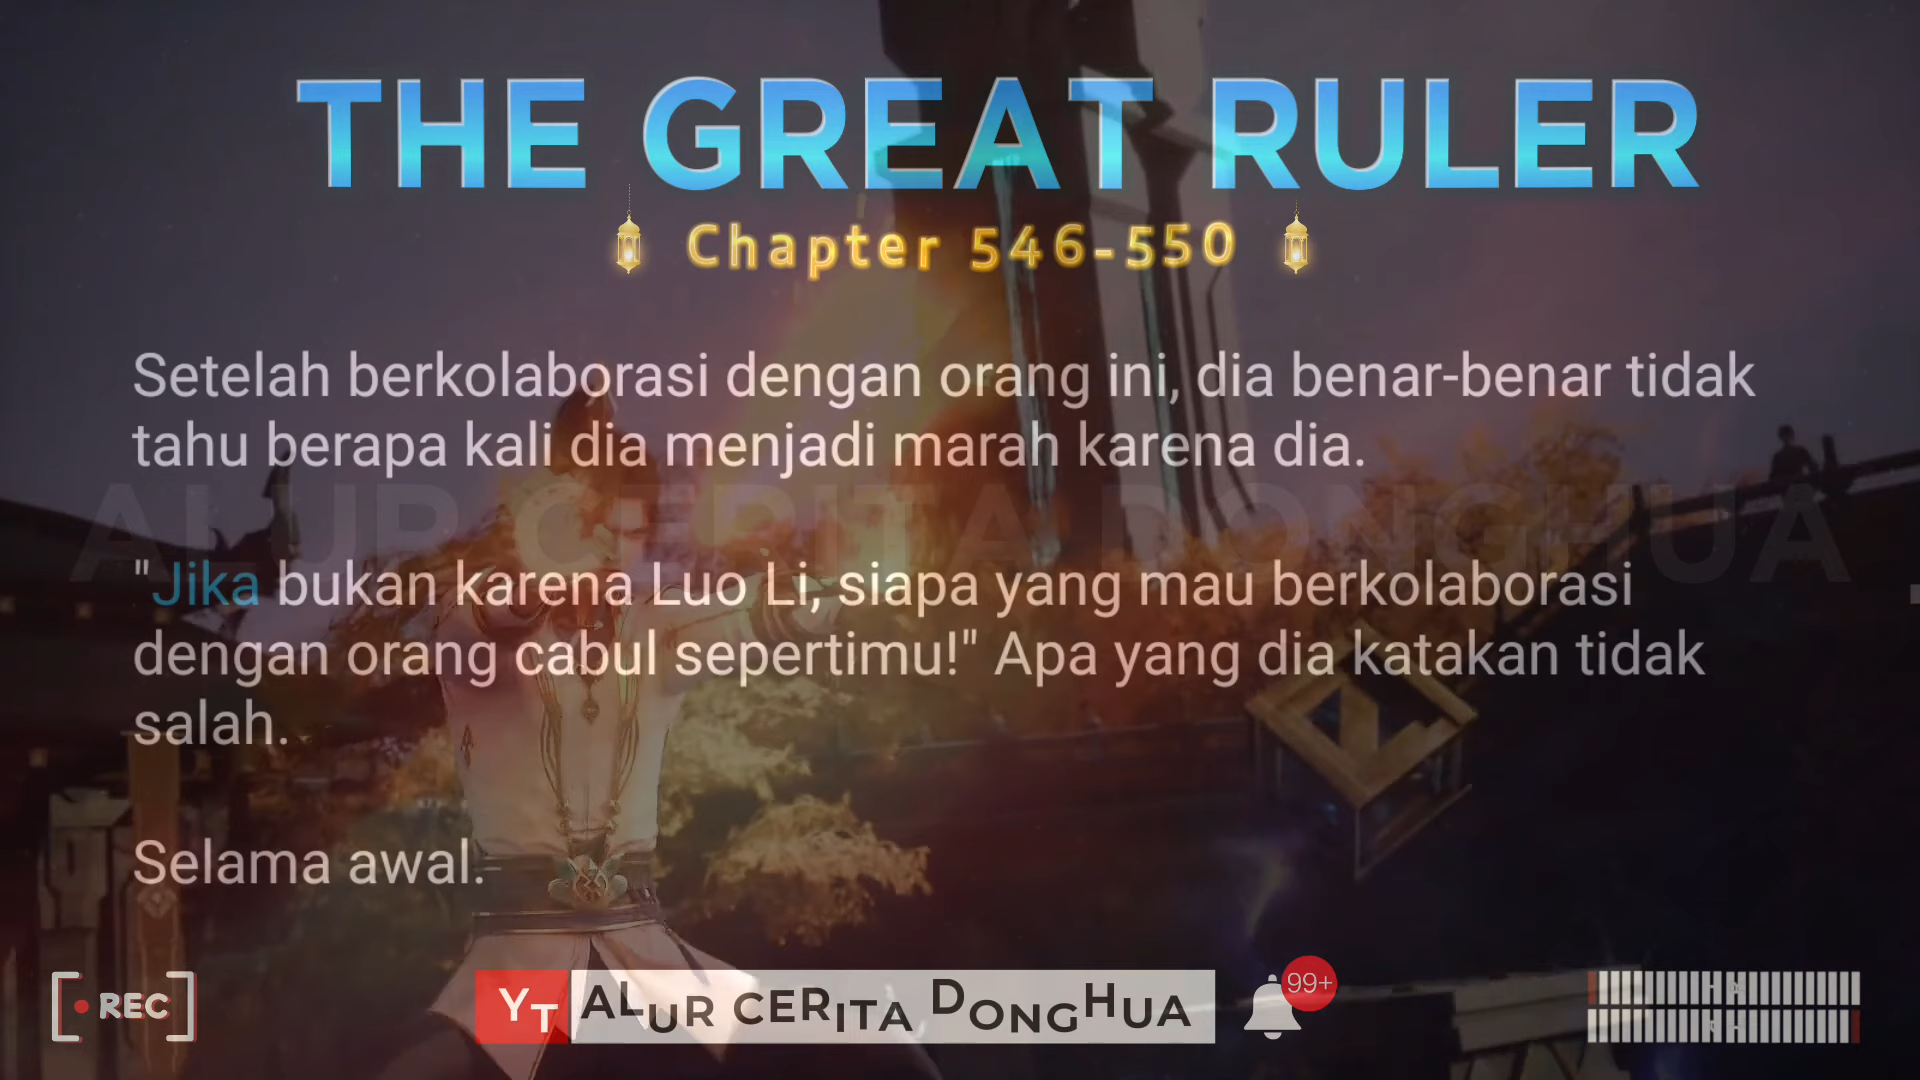 THE GREAT RULER
Chapter 546-550
Setelah berkolaborasi dengan orang ini, dia benar-benar tidak
tahu berapa kali dia menjadi marah karena dia.
ALUR CERITA DONGHUA
"Jika bukan karena Luo Li, siapa yang mau berkolaborasi
dengan orang cabul sepertimu!" Apa yang dia katakan tidak
salah.
Selama awal.
REC
YT ALUR CERITA DONGHUA
99+